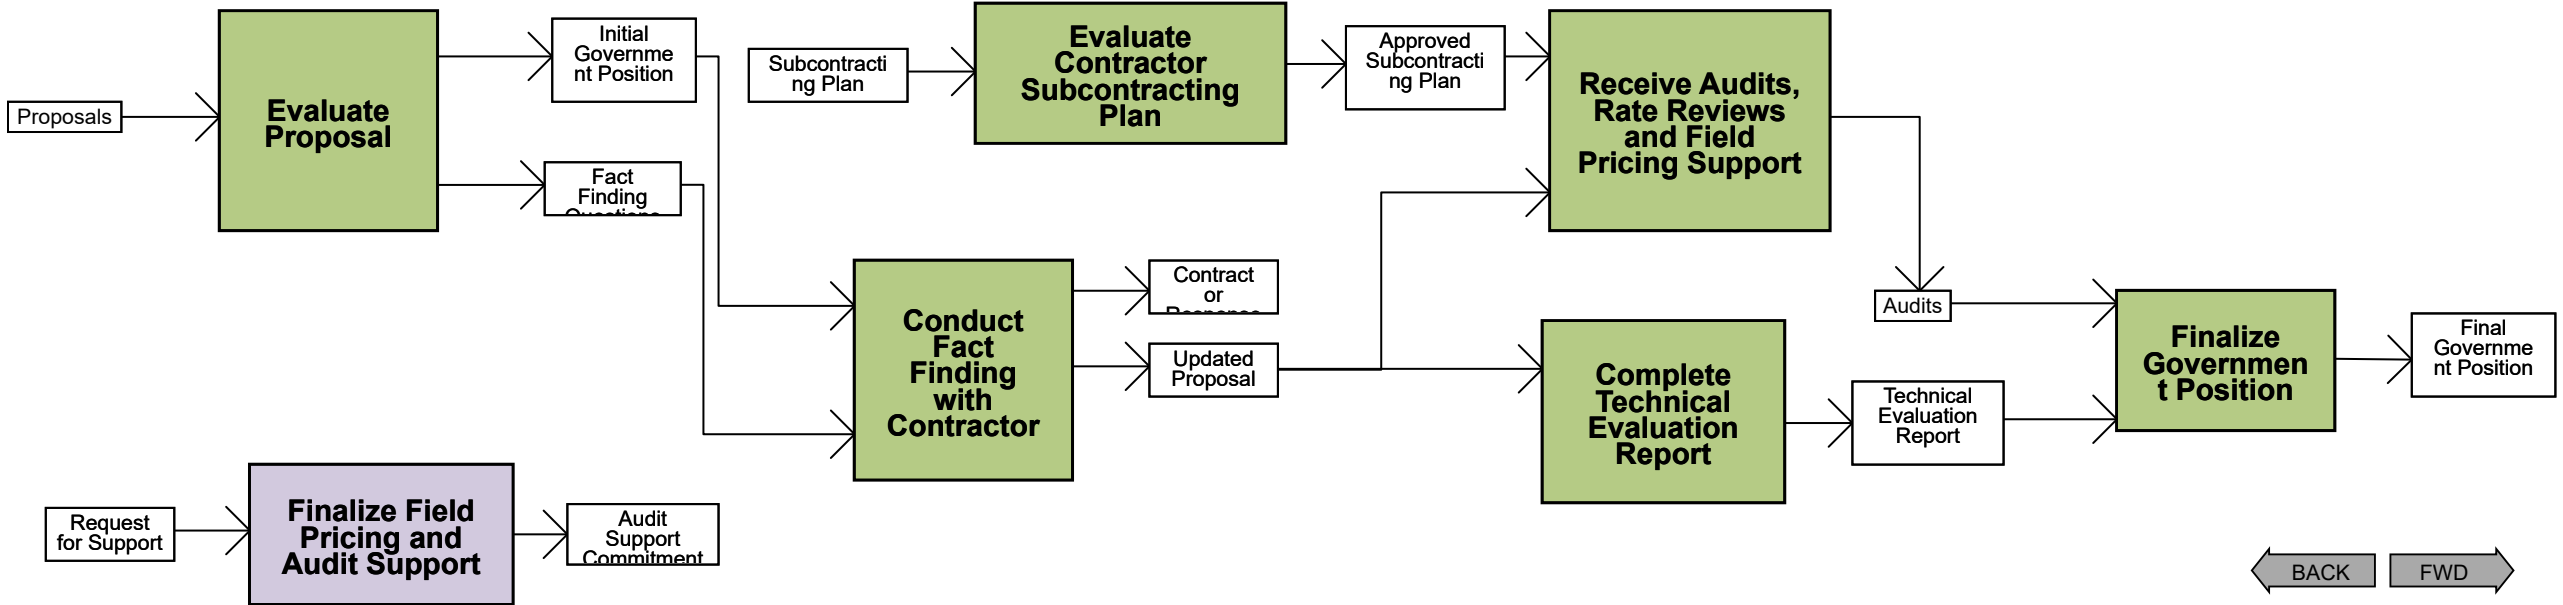 Proposals
Evaluate
Proposal
Initial
Governme
nt Position
Fact
Finding
Questions
Subcontracti
ng Plan
Evaluate
Contractor
Subcontracting
Plan
Approved
Subcontracti
ng Plan
Receive Audits,
Rate Reviews
and Field
Pricing Support
Conduct
Fact
Finding
with
Contractor
Contract
or
Response
Updated
Proposal
Complete
Technical
Evaluation
Report
Audits
Technical
Evaluation
Report
Finalize
Governmen
t Position
Final
Governme
nt Position
Request
for Support
Finalize Field
Pricing and
Audit Support
Audit
Support
Commitment
BACK
FWD